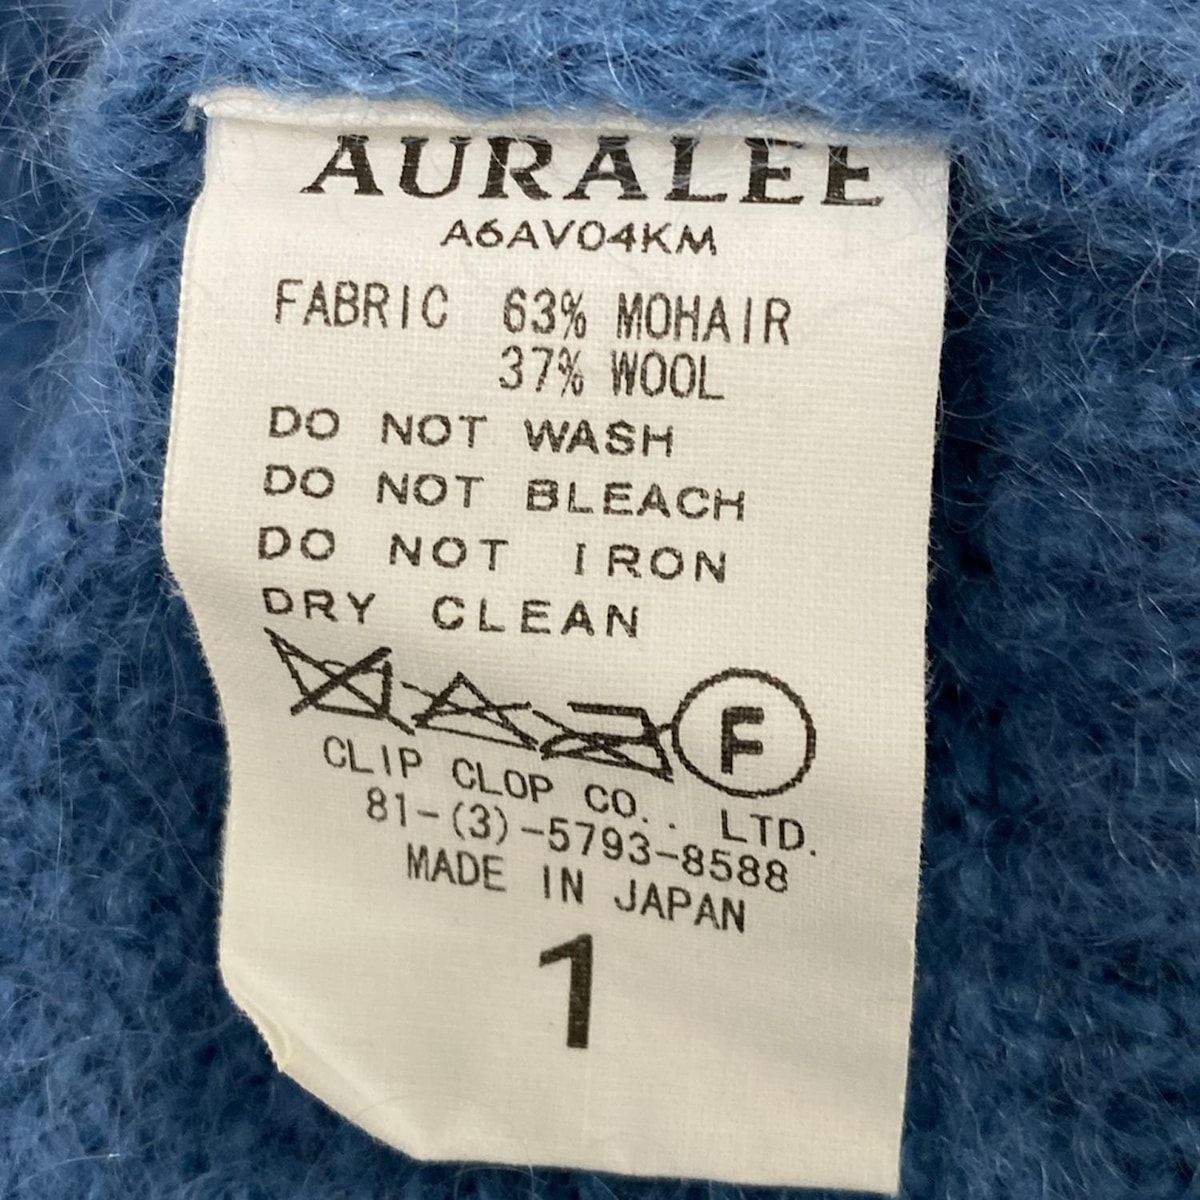 AURALEE
A6AV04KM
FABRIC 63% MOHAIR
37% WOOL
DO NOT WASH
DO NOT BLEACH
DO NOT IRON
DRY CLEAN
F
CLIP CLOP CO.. LTD.
81-(3)-5793-8588
MADE IN JAPAN
1